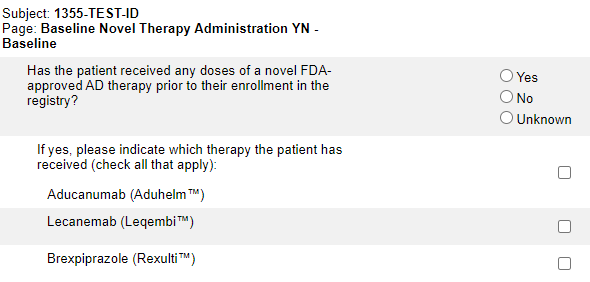 Subject: 1355-TEST-ID
Page: Baseline Novel Therapy Administration YN -
Baseline
Has the patient received any doses of a novel FDA-
approved AD therapy prior to their enrollment in the
registry?
Yes
No
Unknown
If yes, please indicate which therapy the patient has
received (check all that apply):
Aducanumab (Aduhelm™)
Lecanemab (Leqembi™)
Brexpiprazole (Rexulti™)